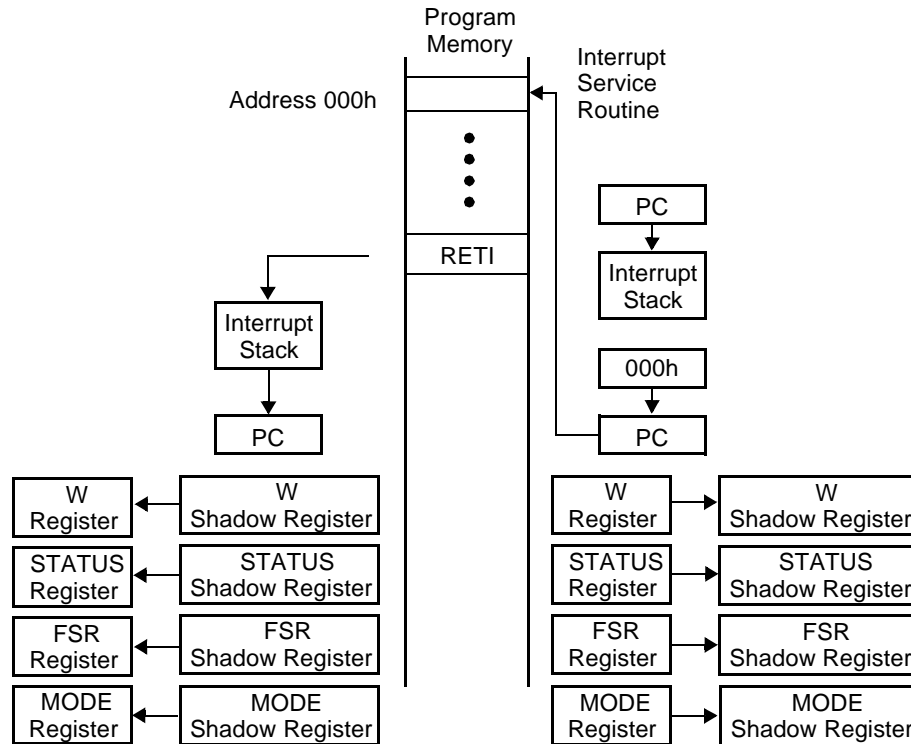 Program
Memory
Interrupt
Service
Routine
Address 000h
PC
RETI
Interrupt
Stack
Interrupt
Stack
000h
PC
PC
W
Register
W
Shadow Register
W
Register
W
Shadow Register
STATUS
Register
STATUS
Shadow Register
STATUS
Register
STATUS
Shadow Register
FSR
Register
FSR
Shadow Register
FSR
Register
FSR
Shadow Register
MODE
Register
MODE
Shadow Register
MODE
Register
MODE
Shadow Register